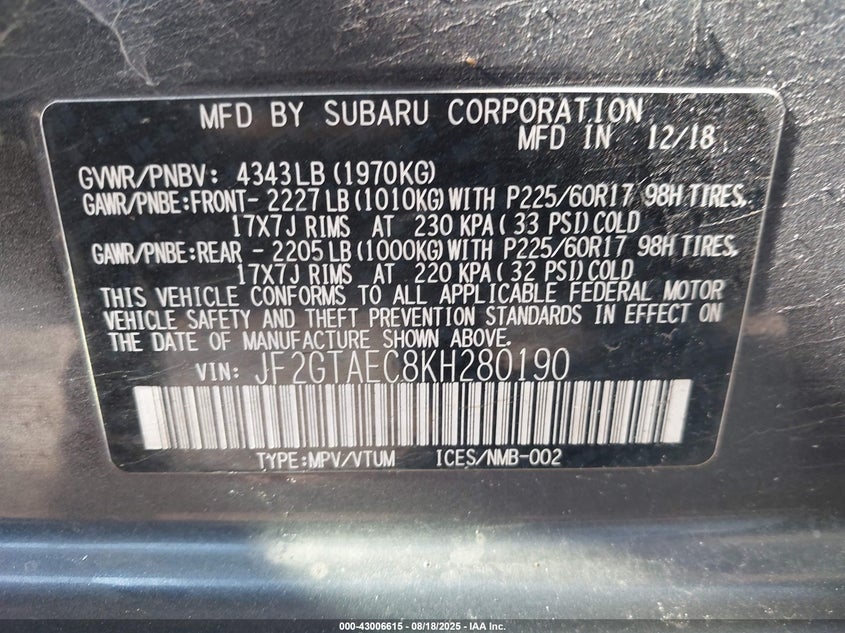 MFD BY SUBARU CORPORATION
MFD IN 12/18
GVWR/PNBV: 4343LB (1970KG)
GAWR/PNBE:FRONT- 2227LB (1010KG)WITH P225/60R17 98H TIRES,
17X7J RIMS AT 230 KPA( 33 PSI)COLD
GAWR/PNBE:REAR - 2205LB (1000KG)WITH P225/60R17 98H TIRES,
17X7J RIMS AT 220 KPA( 32 PSI)COLD
THIS VEHICLE CONFORMS TO ALL APPLICABLE FEDERAL MOTOR
VEHICLE SAFETY AND THEFT PREVENTION STANDARDS IN EFFECT ON
THE DATE OF MANUFACTURE SHOWN ABOVE.
VIN: JF2GTAEC8KH280190
TYPE:MPV/VTUM ICES/NMB-002
000-43006615 - 08/18/2025 - IAA Inc.